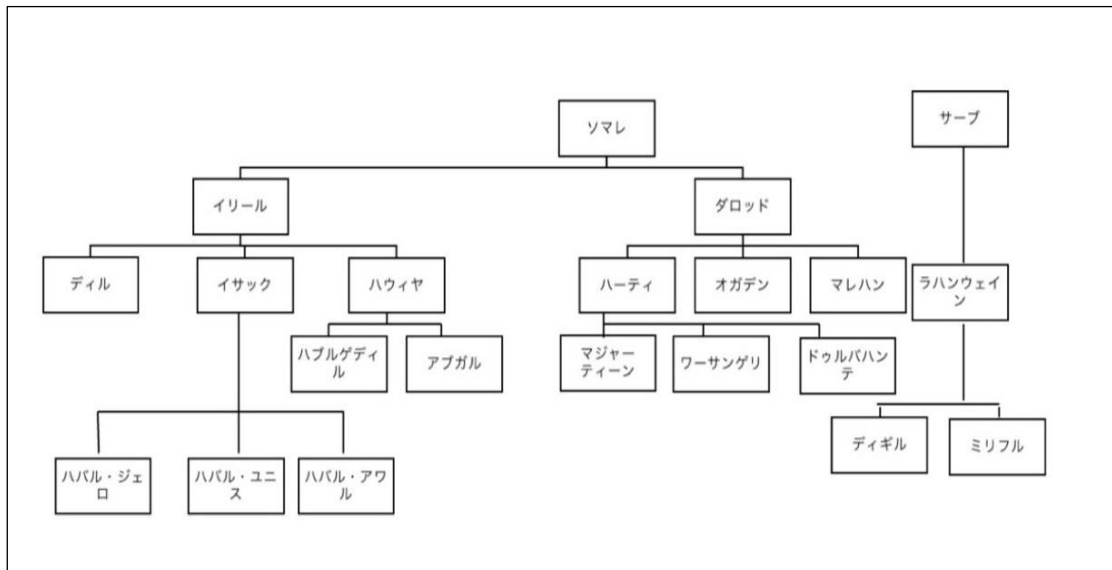 ソマレ
サーブ
イリール
ダロッド
ディル
イサック
ハウィヤ
ハーティ
オガデン
マレハン
ラハンウェイ
ン
ハブルゲディ
ル
アブガル
マジャー
ティーン
ワーサンゲリ
ドゥルバハン
テ
ディギル
ミリフル
ハバル・ジェ
ロ
ハバル・ユニ
ス
ハバル・アワ
ル